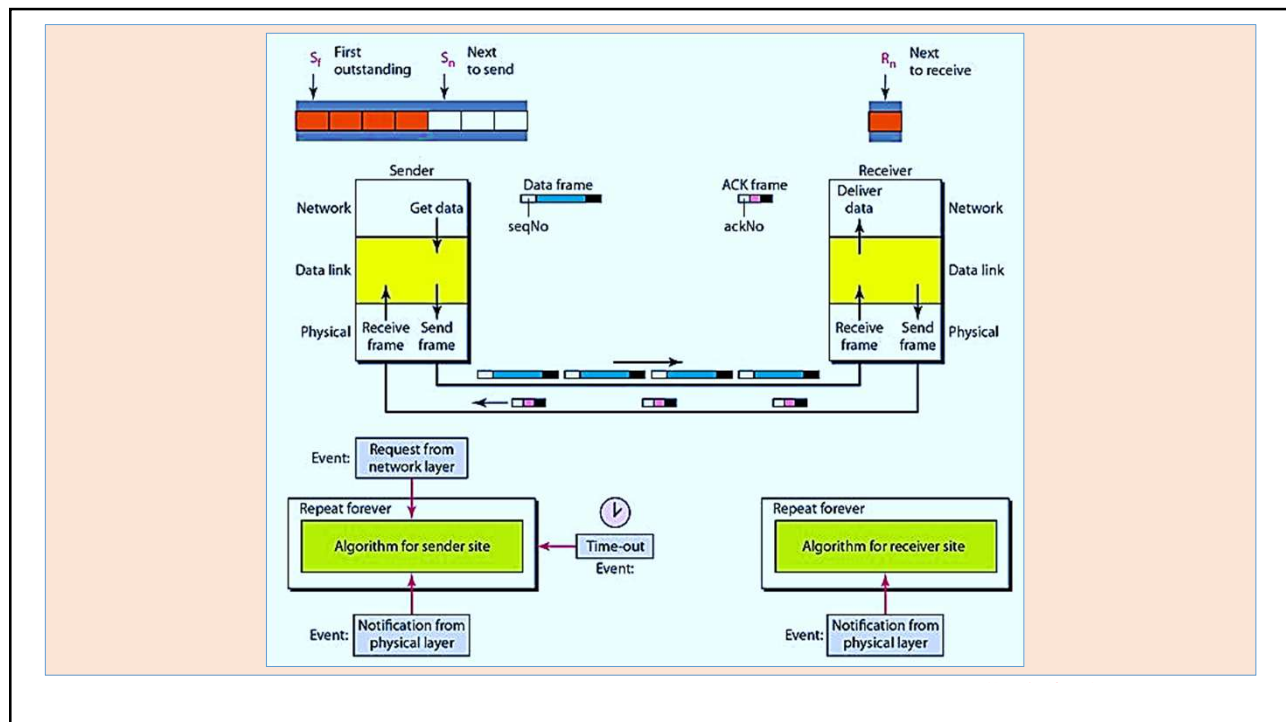 Sf First
outstanding
Sn Next
to send
Rn Next
to receive
Sender
Receiver
Data frame
seqNo
ACK frame
ackNo
Network
Get data
Deliver
data
Network
Data link
Data link
Physical
Receive
frame
Send
frame
Receive
frame
Send
frame
Physical
Event:
Request from
network layer
Repeat forever
Algorithm for sender site
Time-out
Event:
Event:
Notification from
physical layer
Repeat forever
Algorithm for receiver site
Event:
Notification from
physical layer